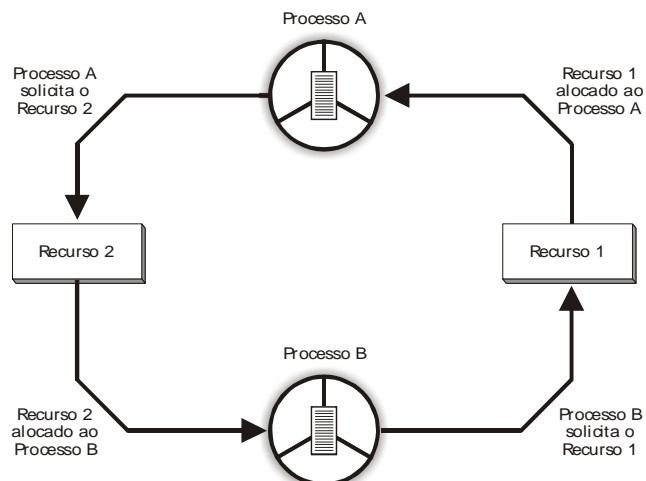 Processo A
Processo A
solicita o
Recurso 2
Recurso 1
alocado ao
Processo A
Recurso 2
Recurso 1
Processo B
Recurso 2
alocado ao
Processo B
Processo B
solicita o
Recurso 1